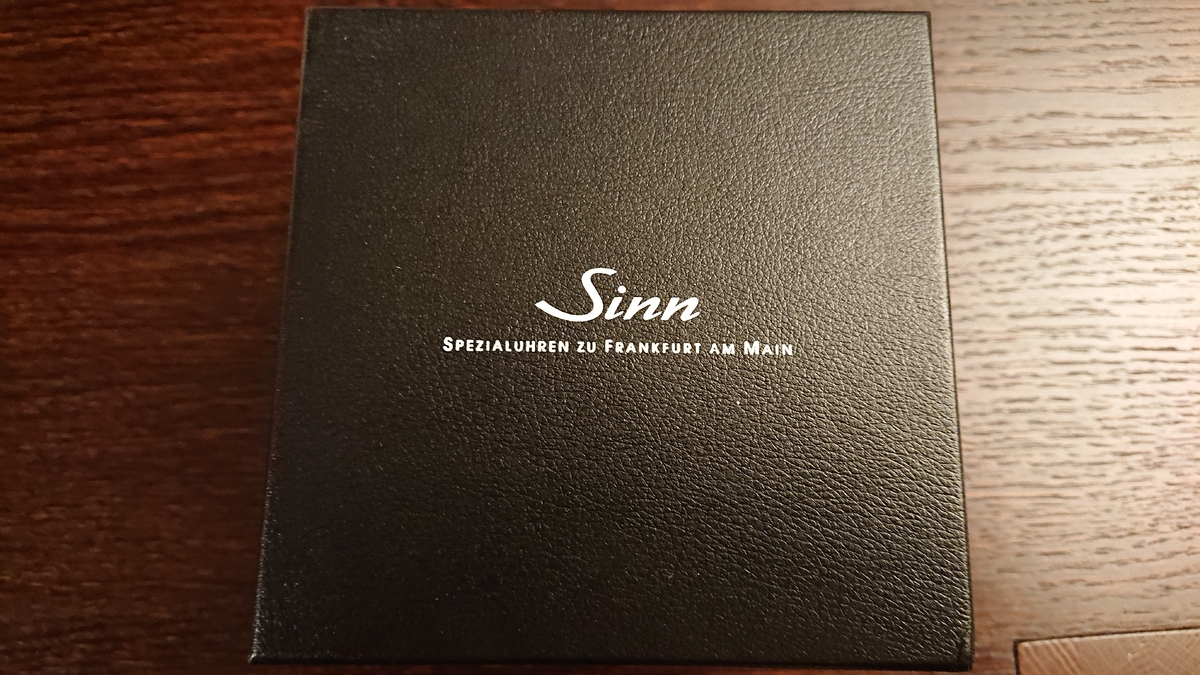 Sinn
SPEZIALUHREN ZU FRANKFURT AM MAIN